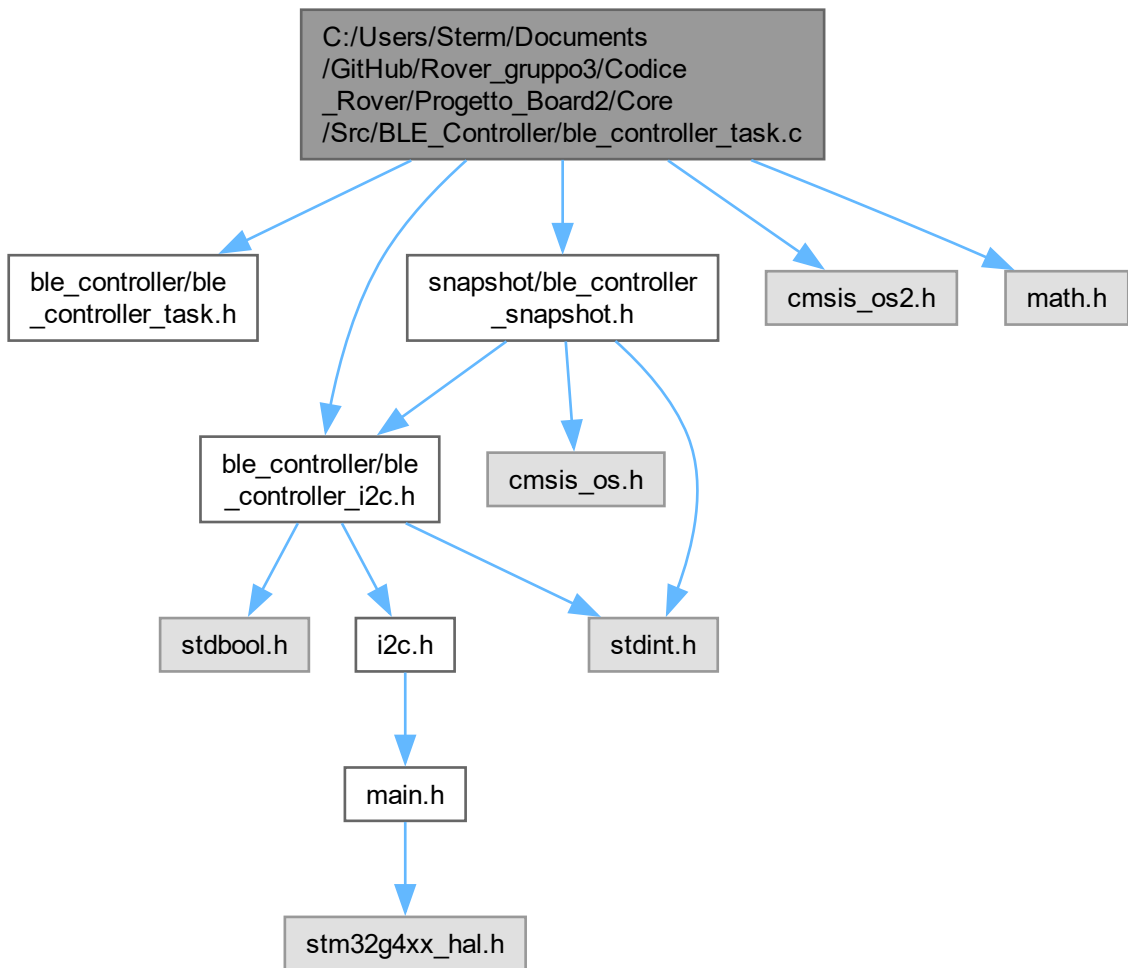 C:/Users/Sterm/Documents
/GitHub/Rover_gruppo3/Codice
_Rover/Progetto_Board2/Core
/Src/BLE_Controller/ble_controller_task.c
ble_controller/ble
_controller_task.h
snapshot/ble_controller
_snapshot.h
cmsis_os2.h
math.h
ble_controller/ble
_controller_i2c.h
cmsis_os.h
stdbool.h
i2c.h
stdint.h
main.h
stm32g4xx_hal.h